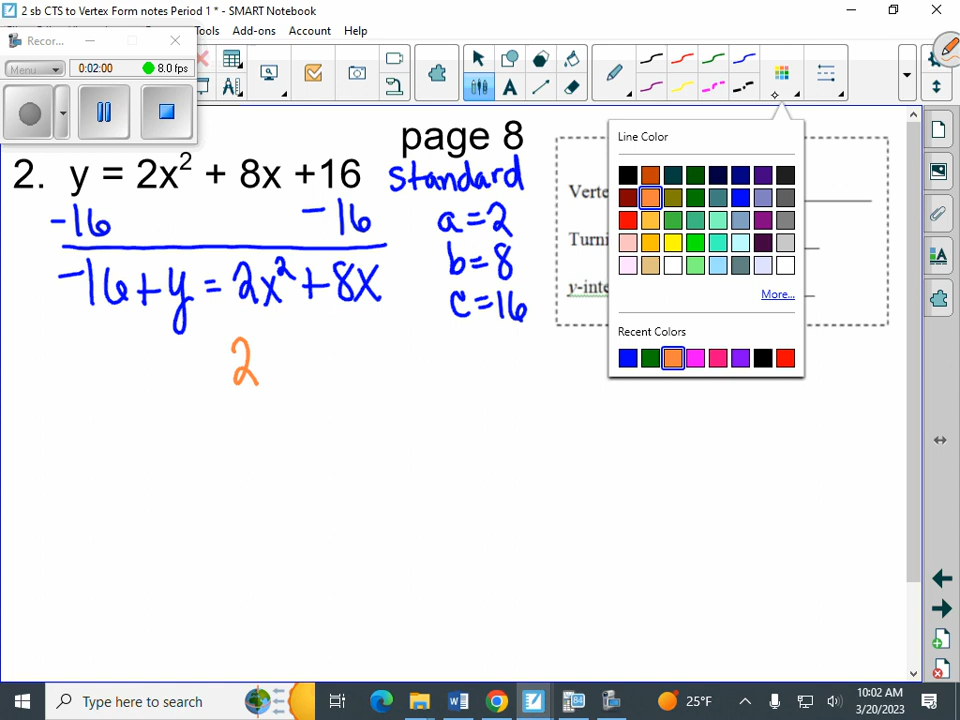 2 sb CTS to Vertex Form notes Period 1 * - SMART Notebook
Recor...
Tools Add-ons Account Help
Menu 0:02:00 8.0 fps
page 8
2. y = 2x² + 8x +16
standard
-16 -16
a=2
-16+y = 2x²+8x
b=8
c=16
2
Line Color
More...
Recent Colors
Verte
Turni
y-inte
Type here to search
25°F
10:02 AM
3/20/2023